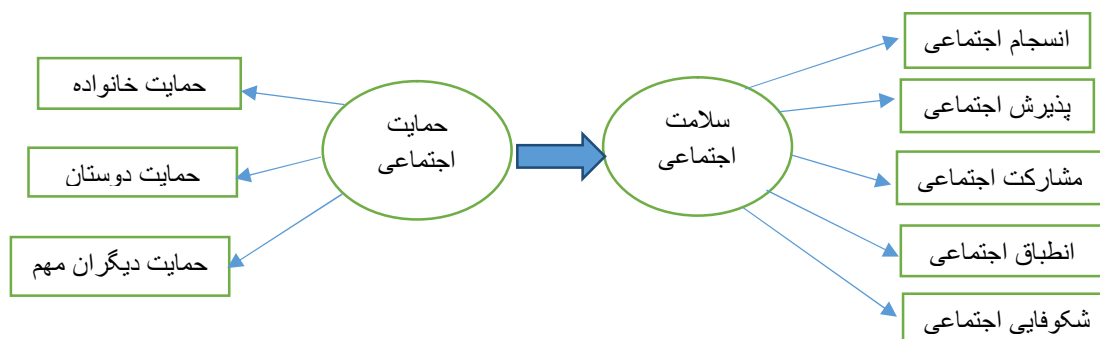 انسجام اجتماعی
پذیرش اجتماعی
مشارکت اجتماعی
انطباق اجتماعی
شکوفایی اجتماعی
سلامت
اجتماعی
حمایت
اجتماعی
حمایت خانواده
حمایت دوستان
حمایت دیگران مهم